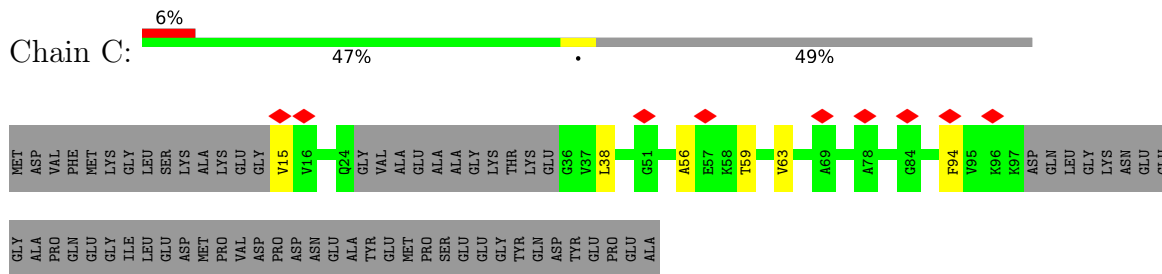 6%
Chain C:
47% • 49%
MET ASP VAL PHE MET LYS GLY LEU SER LYS ALA LYS GLU GLY V15 V16 Q24 GLY VAL ALA GLU ALA ALA GLY LYS THR LYS GLU G36 V37 L38 G51 A56 E57 K58 T59 V63 A69 A78 G84 F94 V95 K96 K97 ASP GLN LEU GLY LYS ASN GLU GLU
GLY ALA PRO GLN GLU GLY ILE LEU GLU ASP MET PRO VAL ASP PRO ASP ASN GLU ALA TYR GLU MET PRO SER GLU GLU GLY TYR GLN ASP TYR GLU PRO GLU ALA